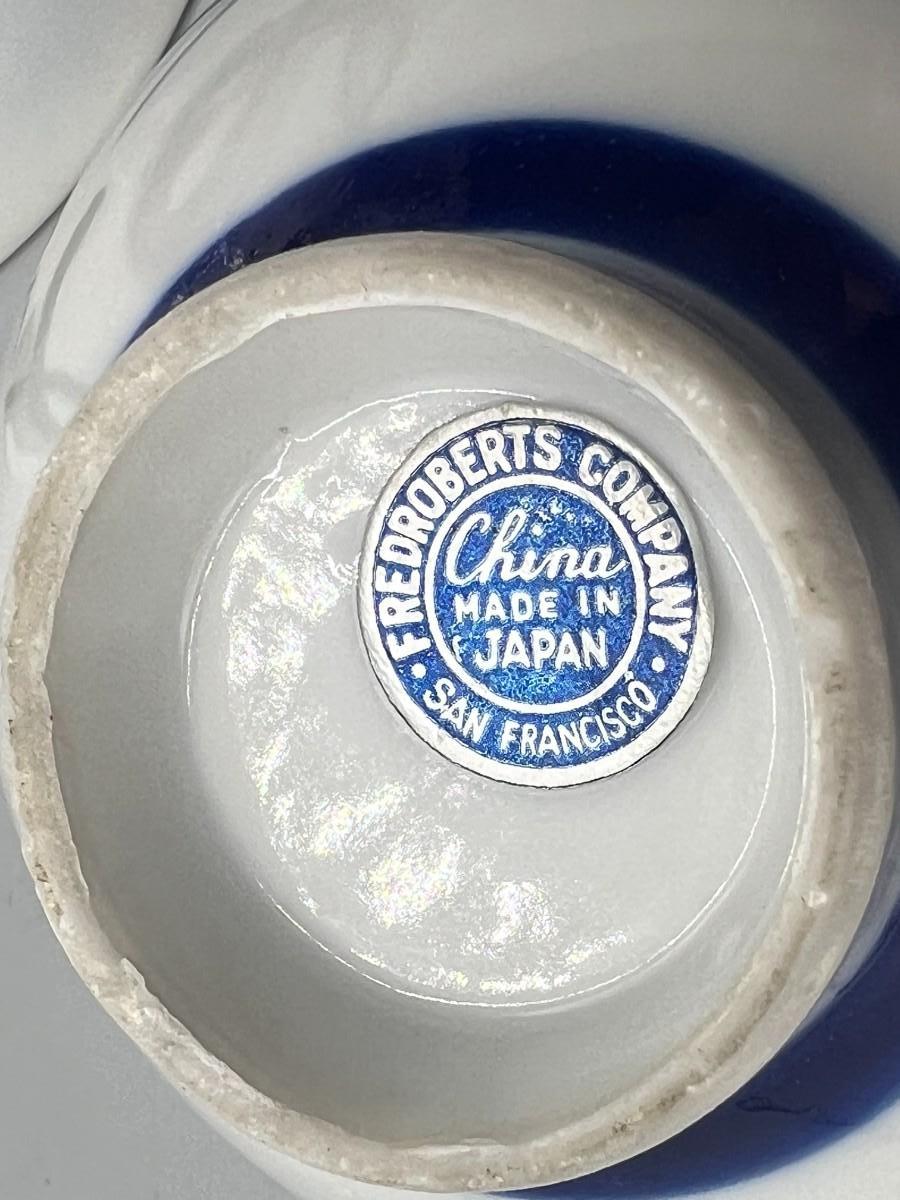 FREDROBERTS COMPANY
China
MADE IN
JAPAN
· SAN FRANCISCO ·